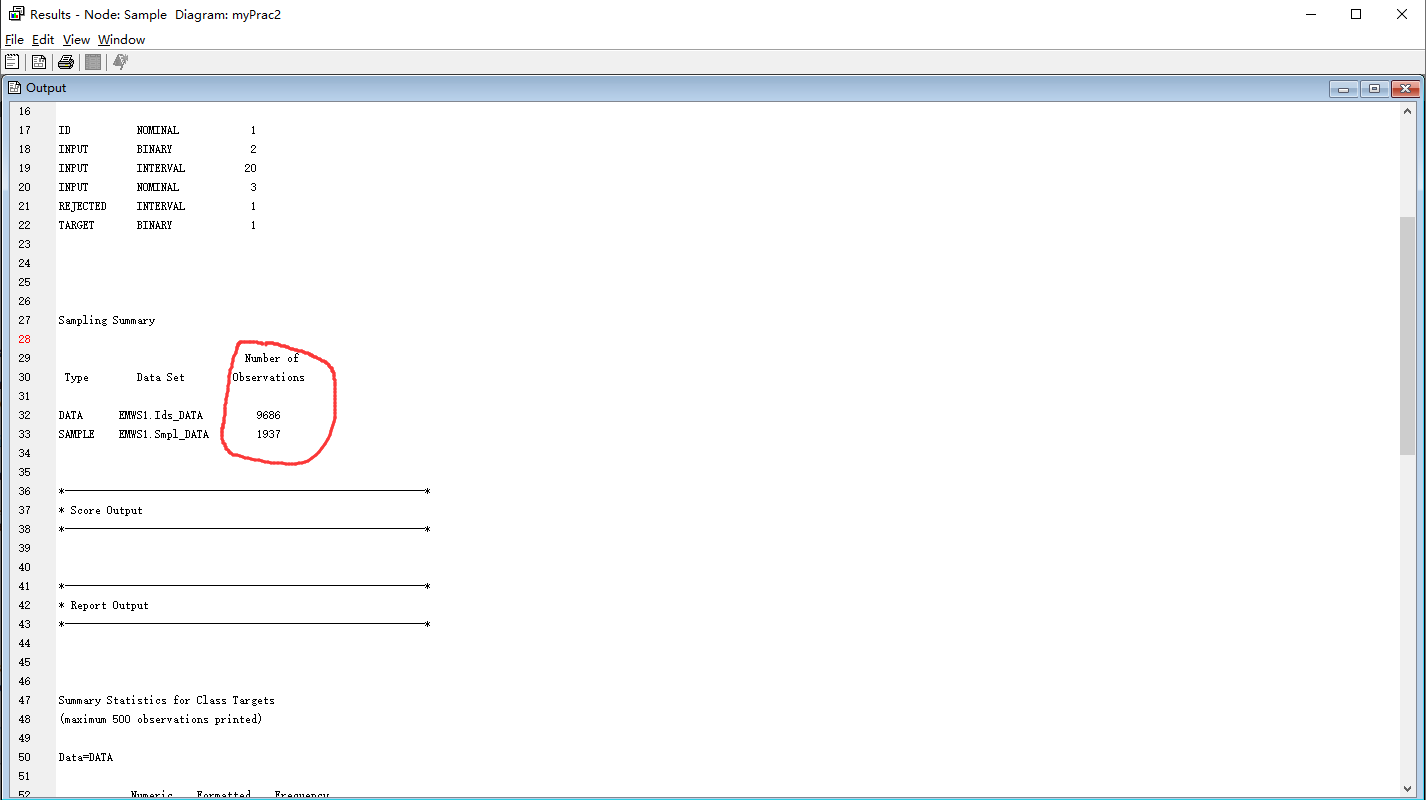 Results - Node: Sample  Diagram: myPrac2
File Edit View Window
Output
16
17 ID NOMINAL 1
18 INPUT BINARY 2
19 INPUT INTERVAL 20
20 INPUT NOMINAL 3
21 REJECTED INTERVAL 1
22 TARGET BINARY 1
23
24
25
26
27 Sampling Summary
28
29 Number of
30 Type Data Set Observations
31
32 DATA EMWS1.Ids_DATA 9686
33 SAMPLE EMWS1.Smpl_DATA 1937
34
35
36 *------------------------------------------------------------*
37 * Score Output
38 *------------------------------------------------------------*
39
40
41 *------------------------------------------------------------*
42 * Report Output
43 *------------------------------------------------------------*
44
45
46
47 Summary Statistics for Class Targets
48 (maximum 500 observations printed)
49
50 Data=DATA
51
52 Numeric Formatted Frequency